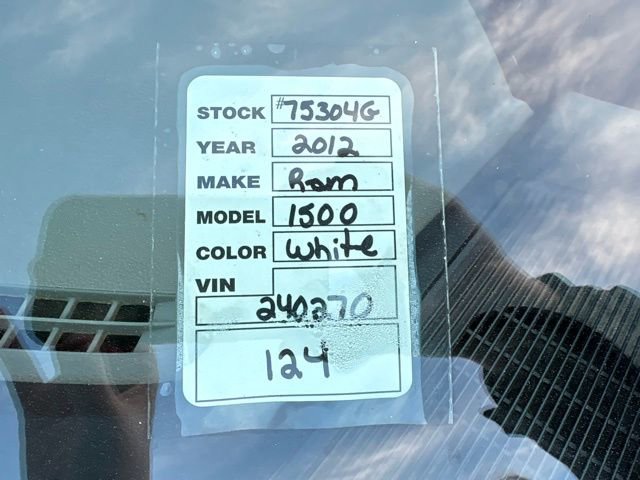 STOCK #75304G
YEAR 2012
MAKE Ram
MODEL 1500
COLOR White
VIN
240270
124